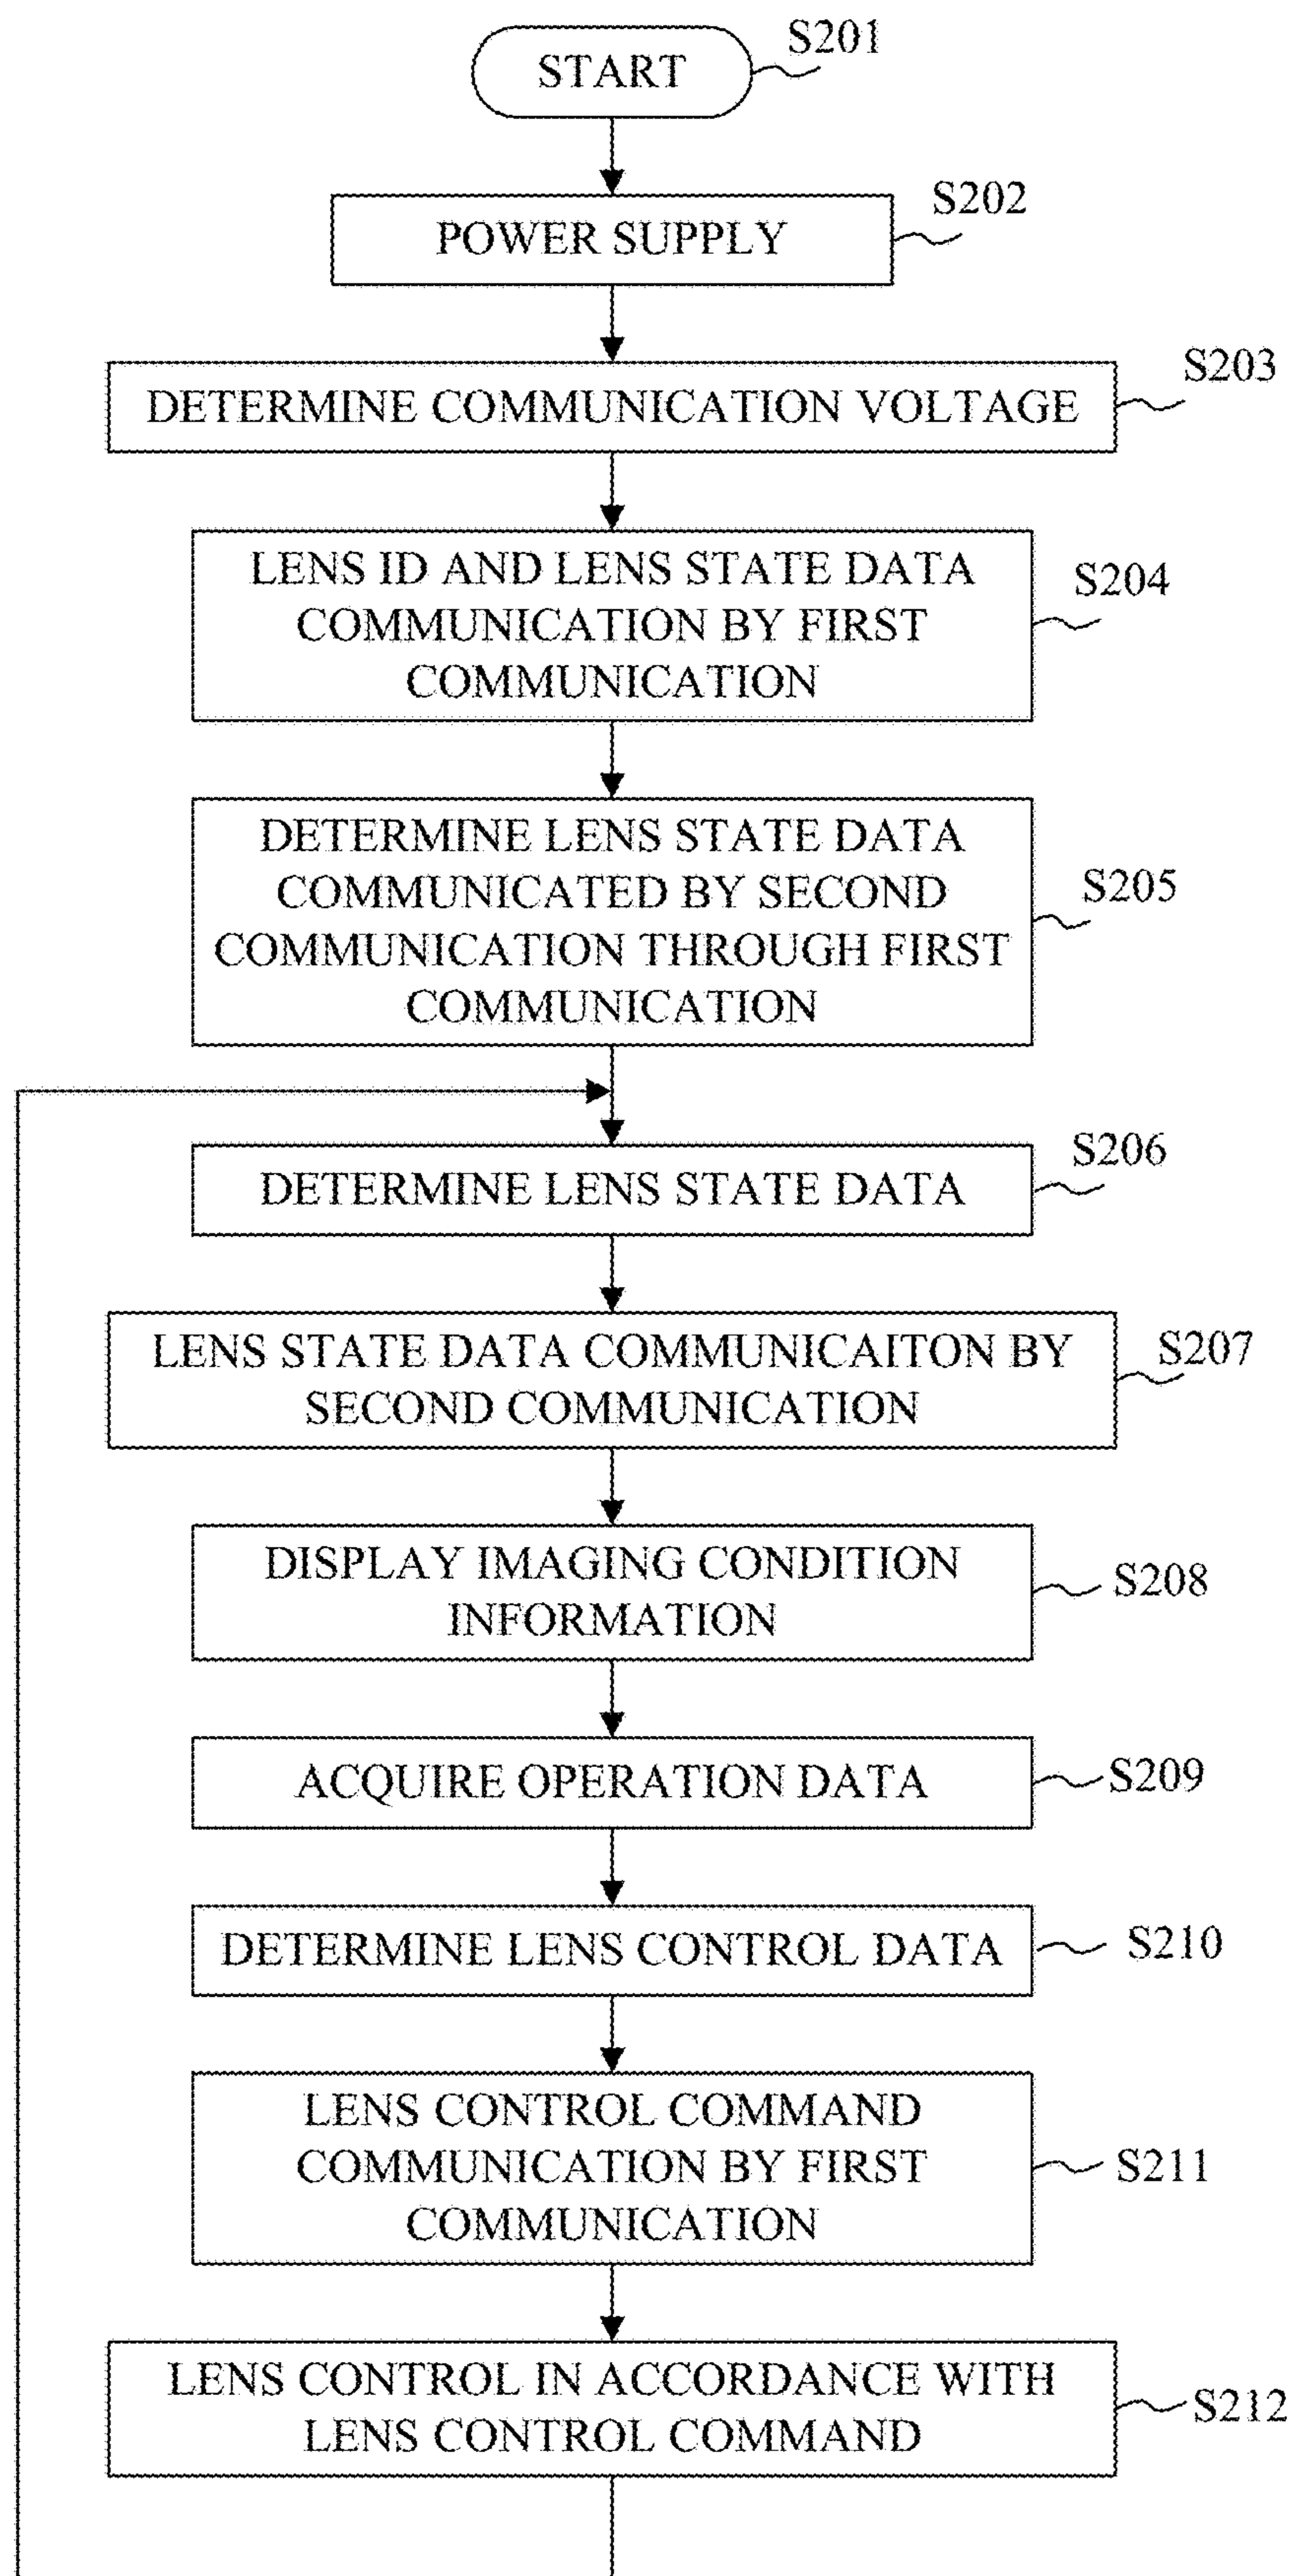 START
S201
POWER SUPPLY
S202
DETERMINE COMMUNICATION VOLTAGE
S203
LENS ID AND LENS STATE DATA
COMMUNICATION BY FIRST
COMMUNICATION
S204
DETERMINE LENS STATE DATA
COMMUNICATED BY SECOND
COMMUNICATION THROUGH FIRST
COMMUNICATION
S205
DETERMINE LENS STATE DATA
S206
LENS STATE DATA COMMUNICAITON BY
SECOND COMMUNICATION
S207
DISPLAY IMAGING CONDITION
INFORMATION
S208
ACQUIRE OPERATION DATA
S209
DETERMINE LENS CONTROL DATA
S210
LENS CONTROL COMMAND
COMMUNICATION BY FIRST
COMMUNICATION
S211
LENS CONTROL IN ACCORDANCE WITH
LENS CONTROL COMMAND
S212